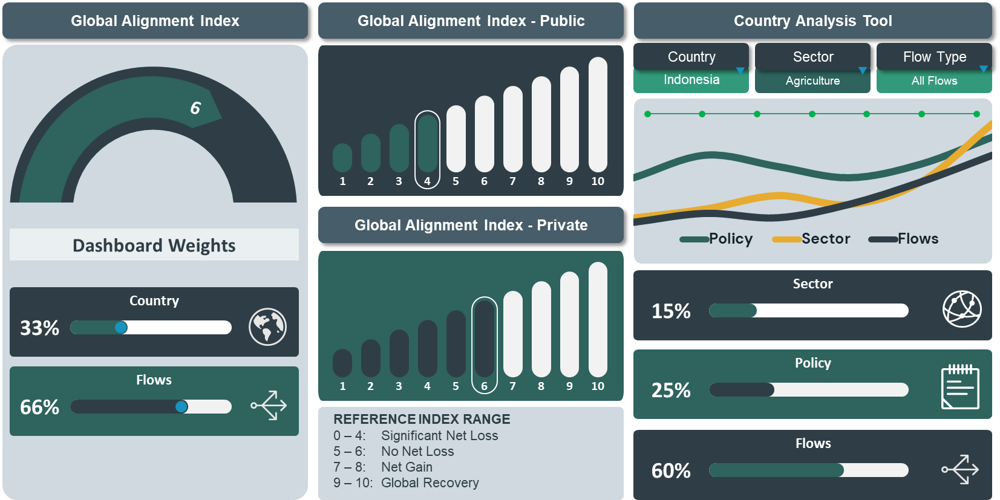 Global Alignment Index
6
Dashboard Weights
Country
33%
Flows
66%
Global Alignment Index - Public
1 2 3 4 5 6 7 8 9 10
Global Alignment Index - Private
1 2 3 4 5 6 7 8 9 10
REFERENCE INDEX RANGE
0 – 4: Significant Net Loss
5 – 6: No Net Loss
7 – 8: Net Gain
9 – 10: Global Recovery
Country Analysis Tool
Country Sector Flow Type
Indonesia Agriculture All Flows
Policy Sector Flows
Sector
15%
Policy
25%
Flows
60%